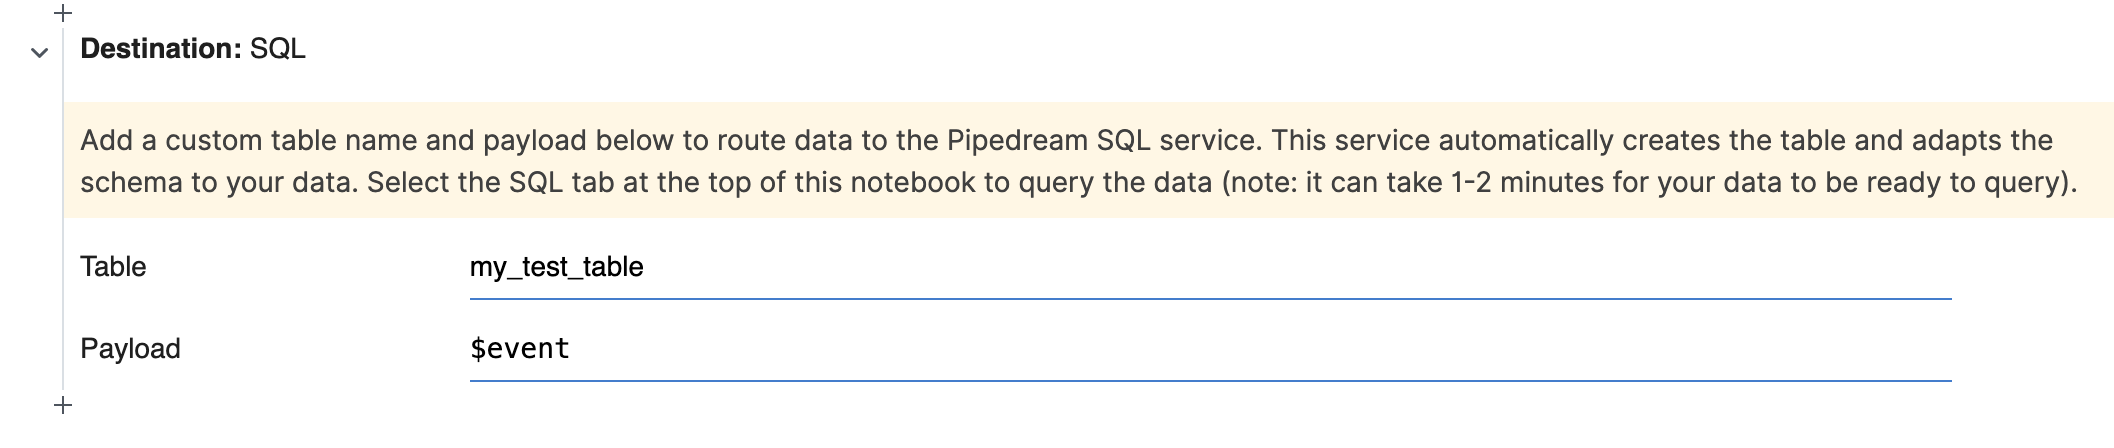 Destination: SQL
Add a custom table name and payload below to route data to the Pipedream SQL service. This service automatically creates the table and adapts the
schema to your data. Select the SQL tab at the top of this notebook to query the data (note: it can take 1-2 minutes for your data to be ready to query).
Table my_test_table
Payload $event